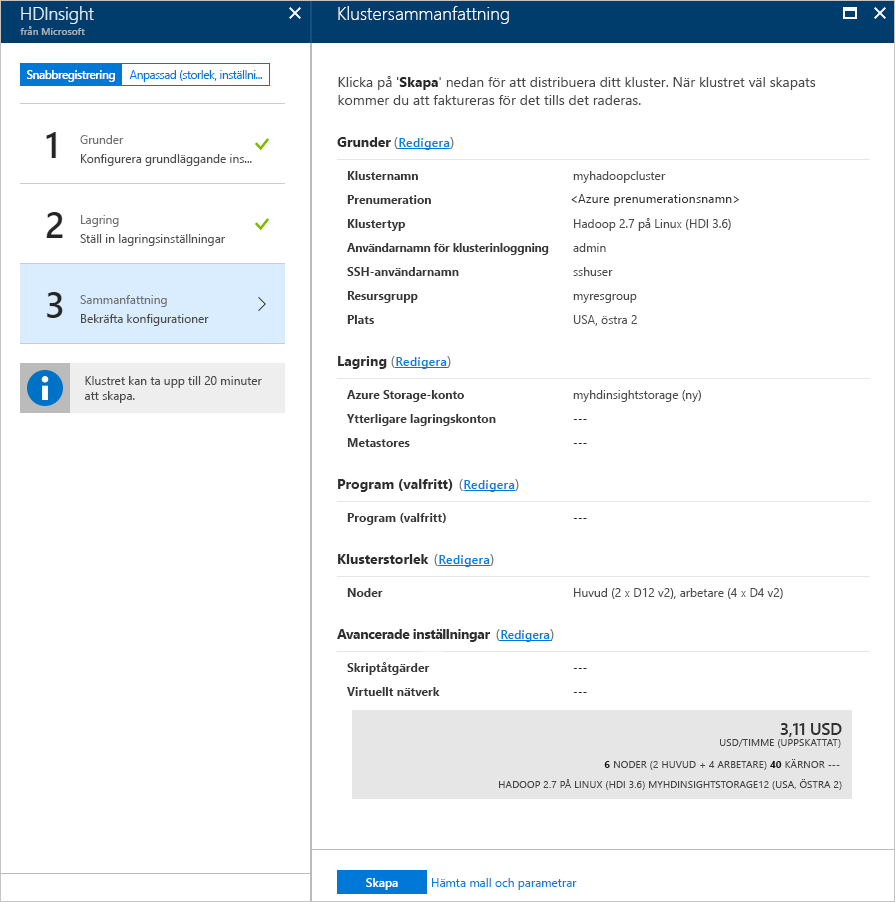 HDInsight
från Microsoft
Snabbregistrering
Anpassad (storlek, inställni...
1
Grunder
Konfigurera grundläggande ins...
2
Lagring
Ställ in lagringsinställningar
3
Sammanfattning
Bekräfta konfigurationer
Klustret kan ta upp till 20 minuter
att skapa.
Klustersammanfattning
Klicka på 'Skapa' nedan för att distribuera ditt kluster. När klustret väl skapats
kommer du att faktureras för det tills det raderas.
Grunder (Redigera)
Klusternamn myhadoopcluster
Prenumeration <Azure prenumerationsnamn>
Klustertyp Hadoop 2.7 på Linux (HDI 3.6)
Användarnamn för klusterinloggning admin
SSH-användarnamn sshuser
Resursgrupp myresgroup
Plats USA, östra 2
Lagring (Redigera)
Azure Storage-konto myhdinsightstorage (ny)
Ytterligare lagringskonton ---
Metastores ---
Program (valfritt) (Redigera)
Program (valfritt) ---
Klusterstorlek (Redigera)
Noder Huvud (2 x D12 v2), arbetare (4 x D4 v2)
Avancerade inställningar (Redigera)
Skriptåtgärder ---
Virtuellt nätverk ---
3,11 USD
USD/TIMME (UPPSKATTAT)
6 NODER (2 HUVUD + 4 ARBETARE) 40 KÄRNOR ---
HADOOP 2.7 PÅ LINUX (HDI 3.6) MYHDINSIGHTSTORAGE12 (USA, ÖSTRA 2)
Skapa
Hämta mall och parametrar